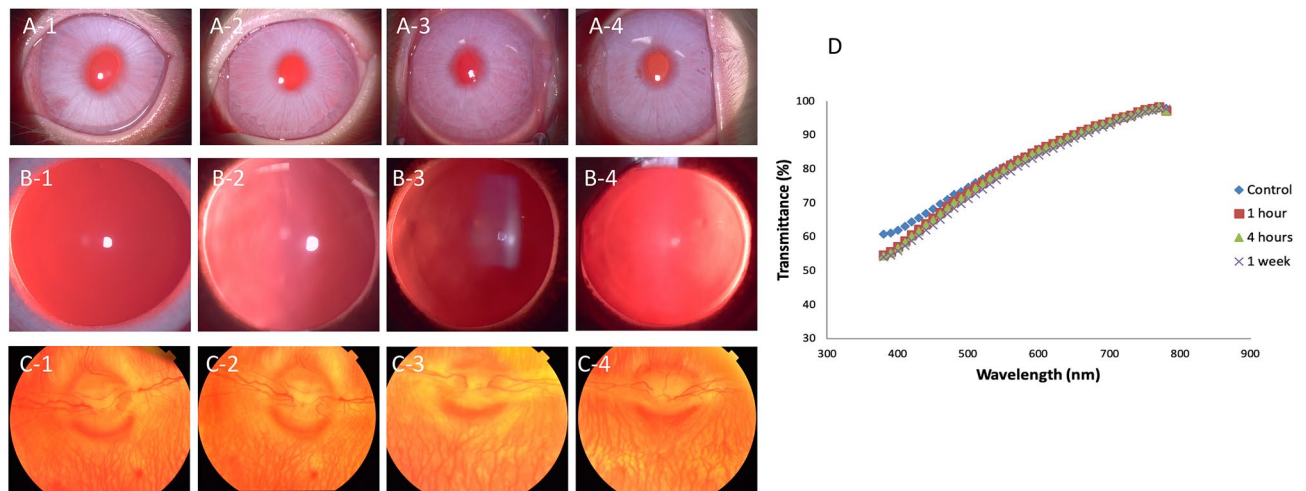 A-1 A-2 A-3 A-4
B-1 B-2 B-3 B-4
C-1 C-2 C-3 C-4
D
100
90
80
70
60
50
40
30
300 400 500 600 700 800 900
Transmittance (%)
Wavelength (nm)
Control
1 hour
4 hours
1 week